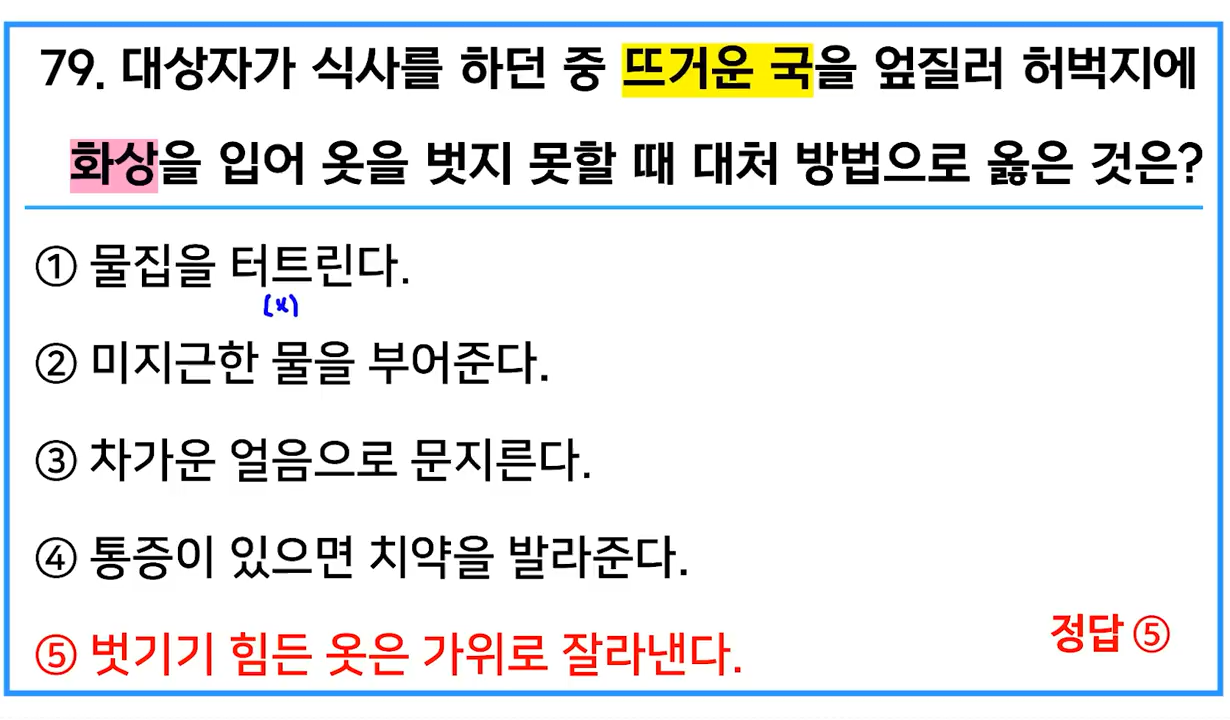 79. 대상자가 식사를 하던 중 뜨거운 국을 엎질러 허벅지에
화상을 입어 옷을 벗지 못할 때 대처 방법으로 옳은 것은?
① 물집을 터트린다.
(x)
② 미지근한 물을 부어준다.
③ 차가운 얼음으로 문지른다.
④ 통증이 있으면 치약을 발라준다.
⑤ 벗기기 힘든 옷은 가위로 잘라낸다.
정답 ⑤